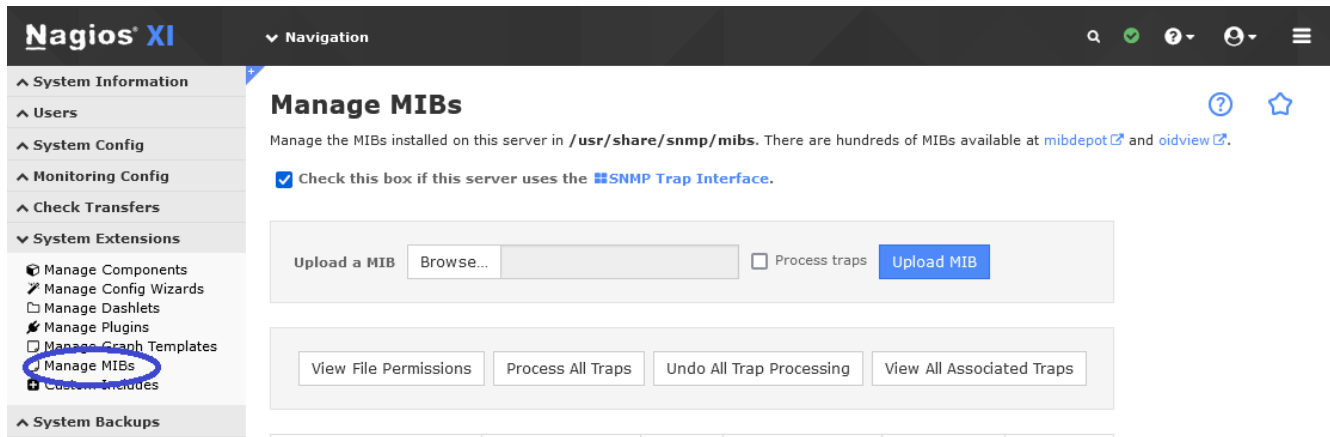 Nagios® XI
Navigation
System Information
Users
System Config
Monitoring Config
Check Transfers
System Extensions
Manage Components
Manage Config Wizards
Manage Dashlets
Manage Plugins
Manage Graph Templates
Manage MIBs
Custom Includes
System Backups
Manage MIBs
Manage the MIBs installed on this server in /usr/share/snmp/mibs. There are hundreds of MIBs available at mibdepot and oidview.
Check this box if this server uses the SNMP Trap Interface.
Upload a MIB Browse... Process traps Upload MIB
View File Permissions Process All Traps Undo All Trap Processing View All Associated Traps